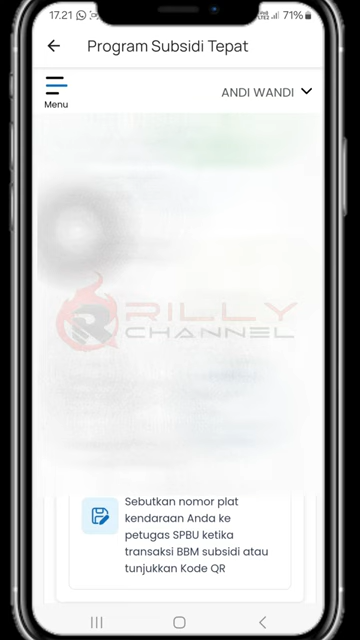 17.21
71%
Program Subsidi Tepat
Menu
ANDI WANDI
RILLY
CHANNEL
Sebutkan nomor plat
kendaraan Anda ke
petugas SPBU ketika
transaksi BBM subsidi atau
tunjukkan Kode QR